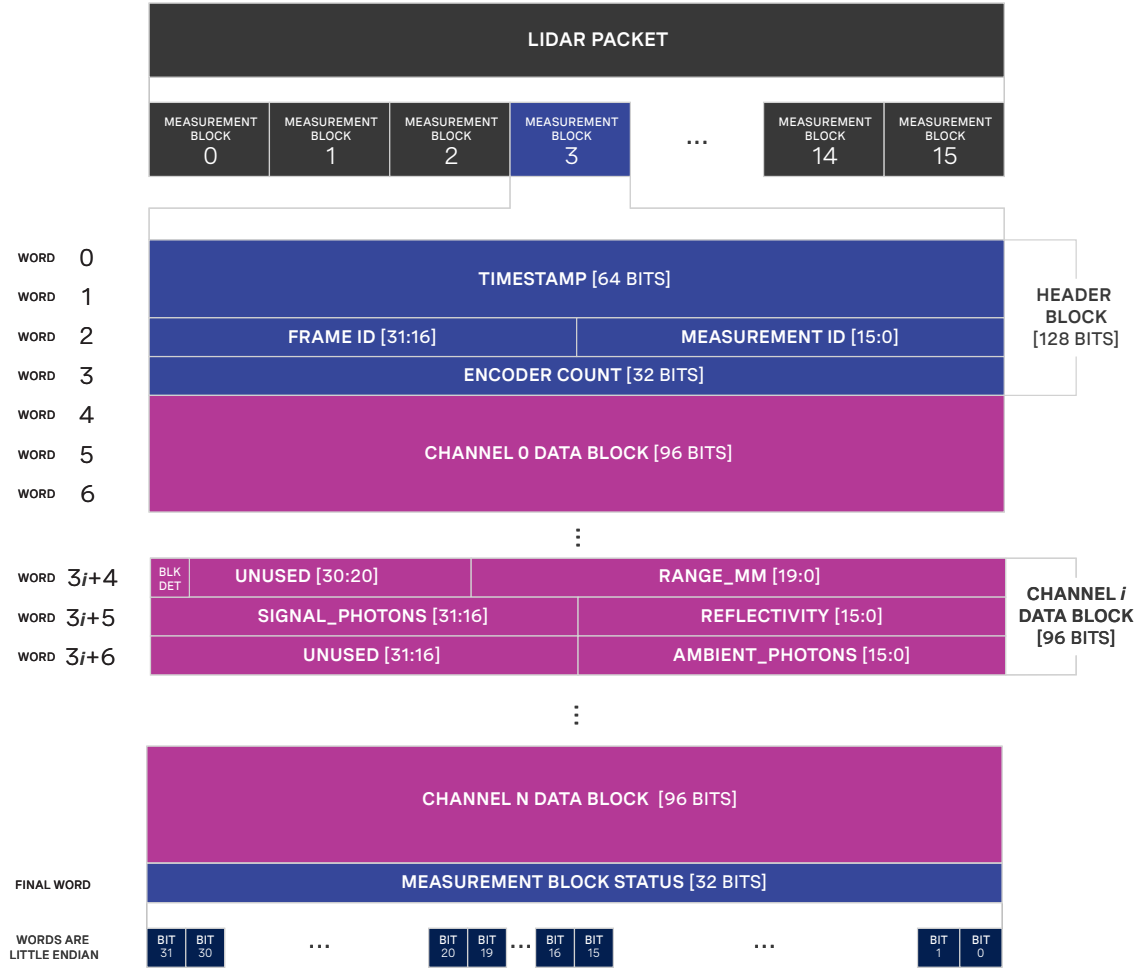 LIDAR PACKET
MEASUREMENT
BLOCK
0
MEASUREMENT
BLOCK
1
MEASUREMENT
BLOCK
2
MEASUREMENT
BLOCK
3
...
MEASUREMENT
BLOCK
14
MEASUREMENT
BLOCK
15
WORD 0
WORD 1
TIMESTAMP [64 BITS]
WORD 2
FRAME ID [31:16]
MEASUREMENT ID [15:0]
WORD 3
ENCODER COUNT [32 BITS]
HEADER
BLOCK
[128 BITS]
WORD 4
WORD 5
WORD 6
CHANNEL 0 DATA BLOCK [96 BITS]
...
WORD 3i+4
BLK
DET
UNUSED [30:20]
RANGE_MM [19:0]
WORD 3i+5
SIGNAL_PHOTONS [31:16]
REFLECTIVITY [15:0]
WORD 3i+6
UNUSED [31:16]
AMBIENT_PHOTONS [15:0]
CHANNEL i
DATA BLOCK
[96 BITS]
...
CHANNEL N DATA BLOCK [96 BITS]
FINAL WORD
MEASUREMENT BLOCK STATUS [32 BITS]
WORDS ARE
LITTLE ENDIAN
BIT
31
BIT
30
...
BIT
20
BIT
19
...
BIT
16
BIT
15
...
BIT
1
BIT
0